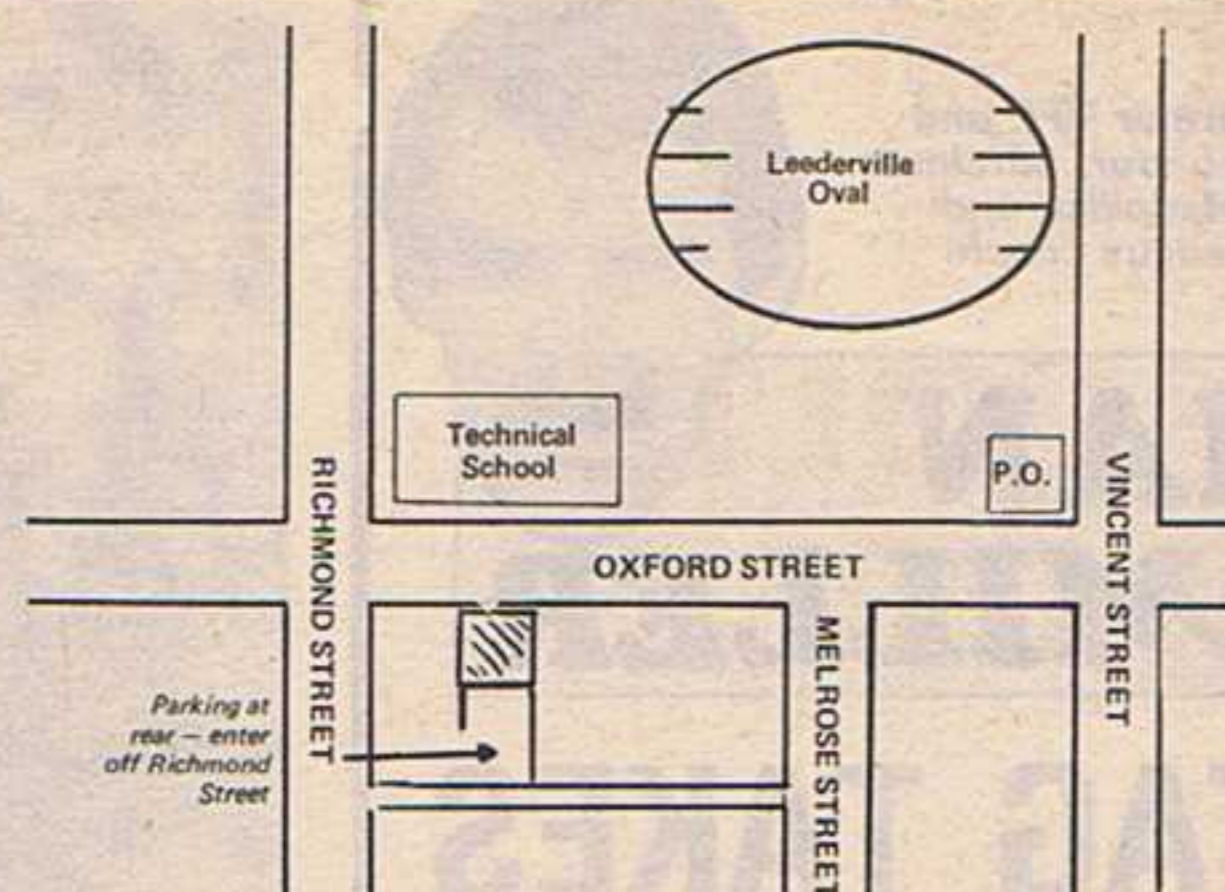 Leederville
Oval
Technical
School
P.O.
RICHMOND STREET
VINCENT STREET
OXFORD STREET
MELROSE STREET
Parking at
rear — enter
off Richmond
Street